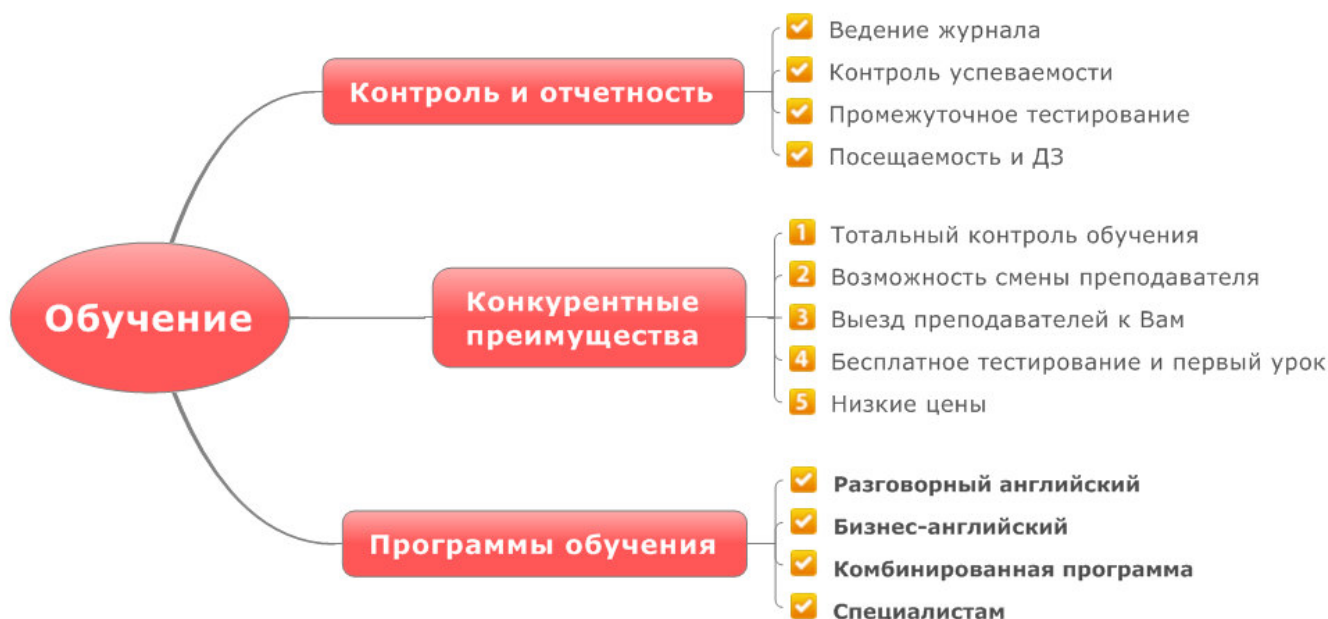 Обучение
Контроль и отчетность
Ведение журнала
Контроль успеваемости
Промежуточное тестирование
Посещаемость и ДЗ
Конкурентные
преимущества
1 Тотальный контроль обучения
2 Возможность смены преподавателя
3 Выезд преподавателей к Вам
4 Бесплатное тестирование и первый урок
5 Низкие цены
Программы обучения
Разговорный английский
Бизнес-английский
Комбинированная программа
Специалистам